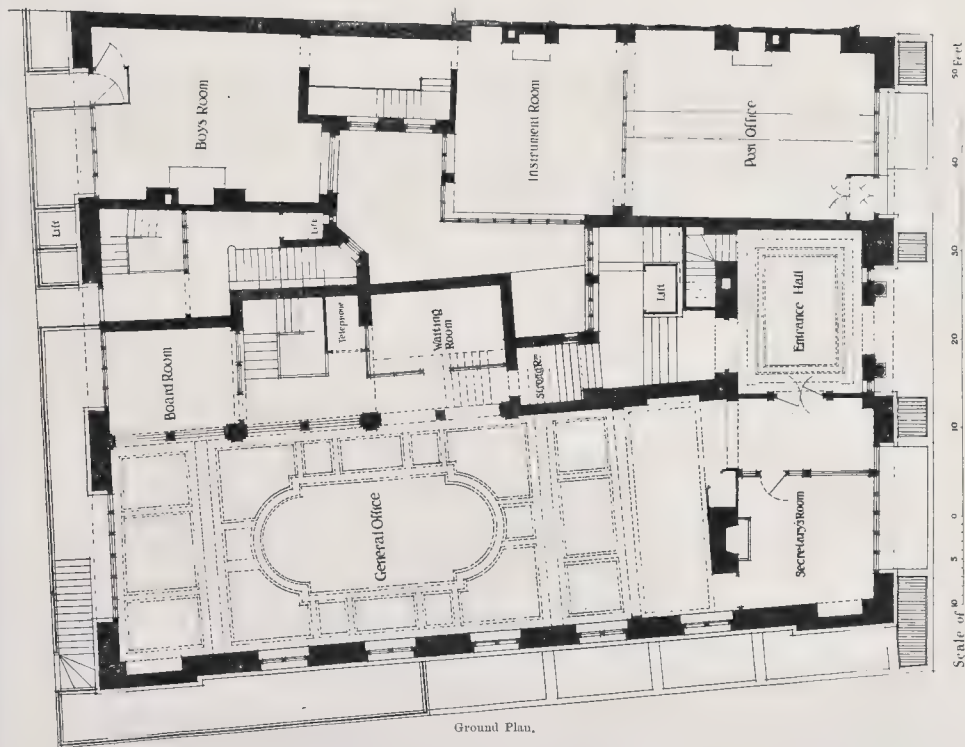 Lift
Boys Room
Lift
Board Room
Telephone
Waiting
Room
Strong Rm
Lift
General Office
Instrument Room
Post Office
Entrance Hall
Secretary's Room
Scale of 10 5 0 10 20 30 40 50 Feet
Ground Plan.